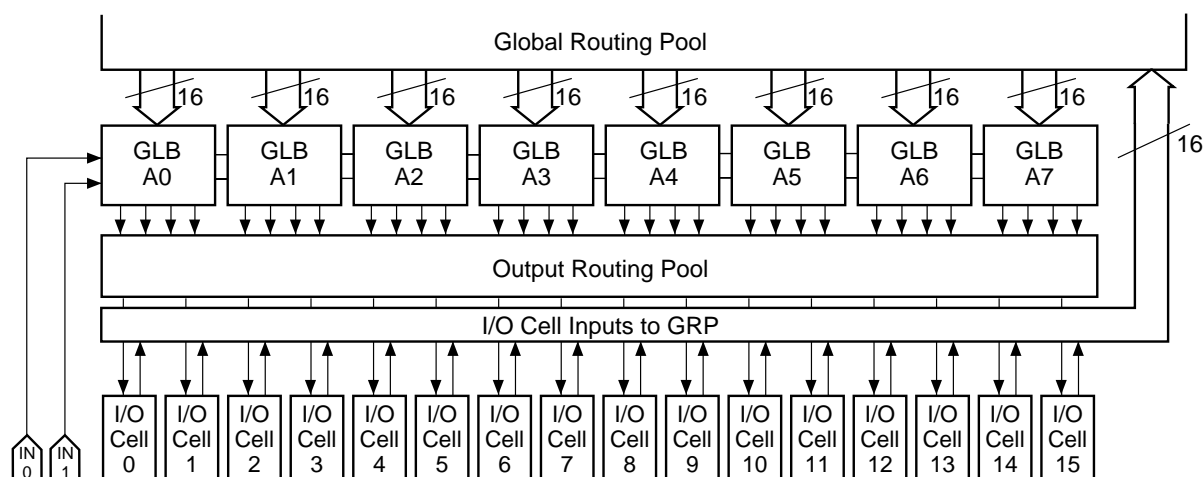 Global Routing Pool
16 16 16 16 16 16 16 16
16
GLB GLB GLB GLB GLB GLB GLB GLB
A0 A1 A2 A3 A4 A5 A6 A7
Output Routing Pool
I/O Cell Inputs to GRP
I/O I/O I/O I/O I/O I/O I/O I/O I/O I/O I/O I/O I/O I/O I/O I/O
Cell Cell Cell Cell Cell Cell Cell Cell Cell Cell Cell Cell Cell Cell Cell Cell
0 1 2 3 4 5 6 7 8 9 10 11 12 13 14 15
IN IN
0 1